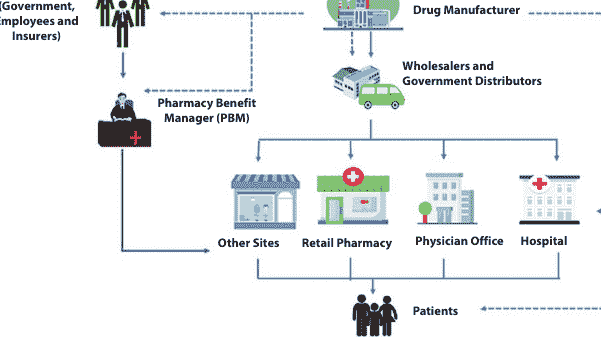 (Government,
Employees and
Insurers)
Drug Manufacturer
Wholesalers and
Government Distributors
Pharmacy Benefit
Manager (PBM)
Other Sites
Retail Pharmacy
Physician Office
Hospital
Patients